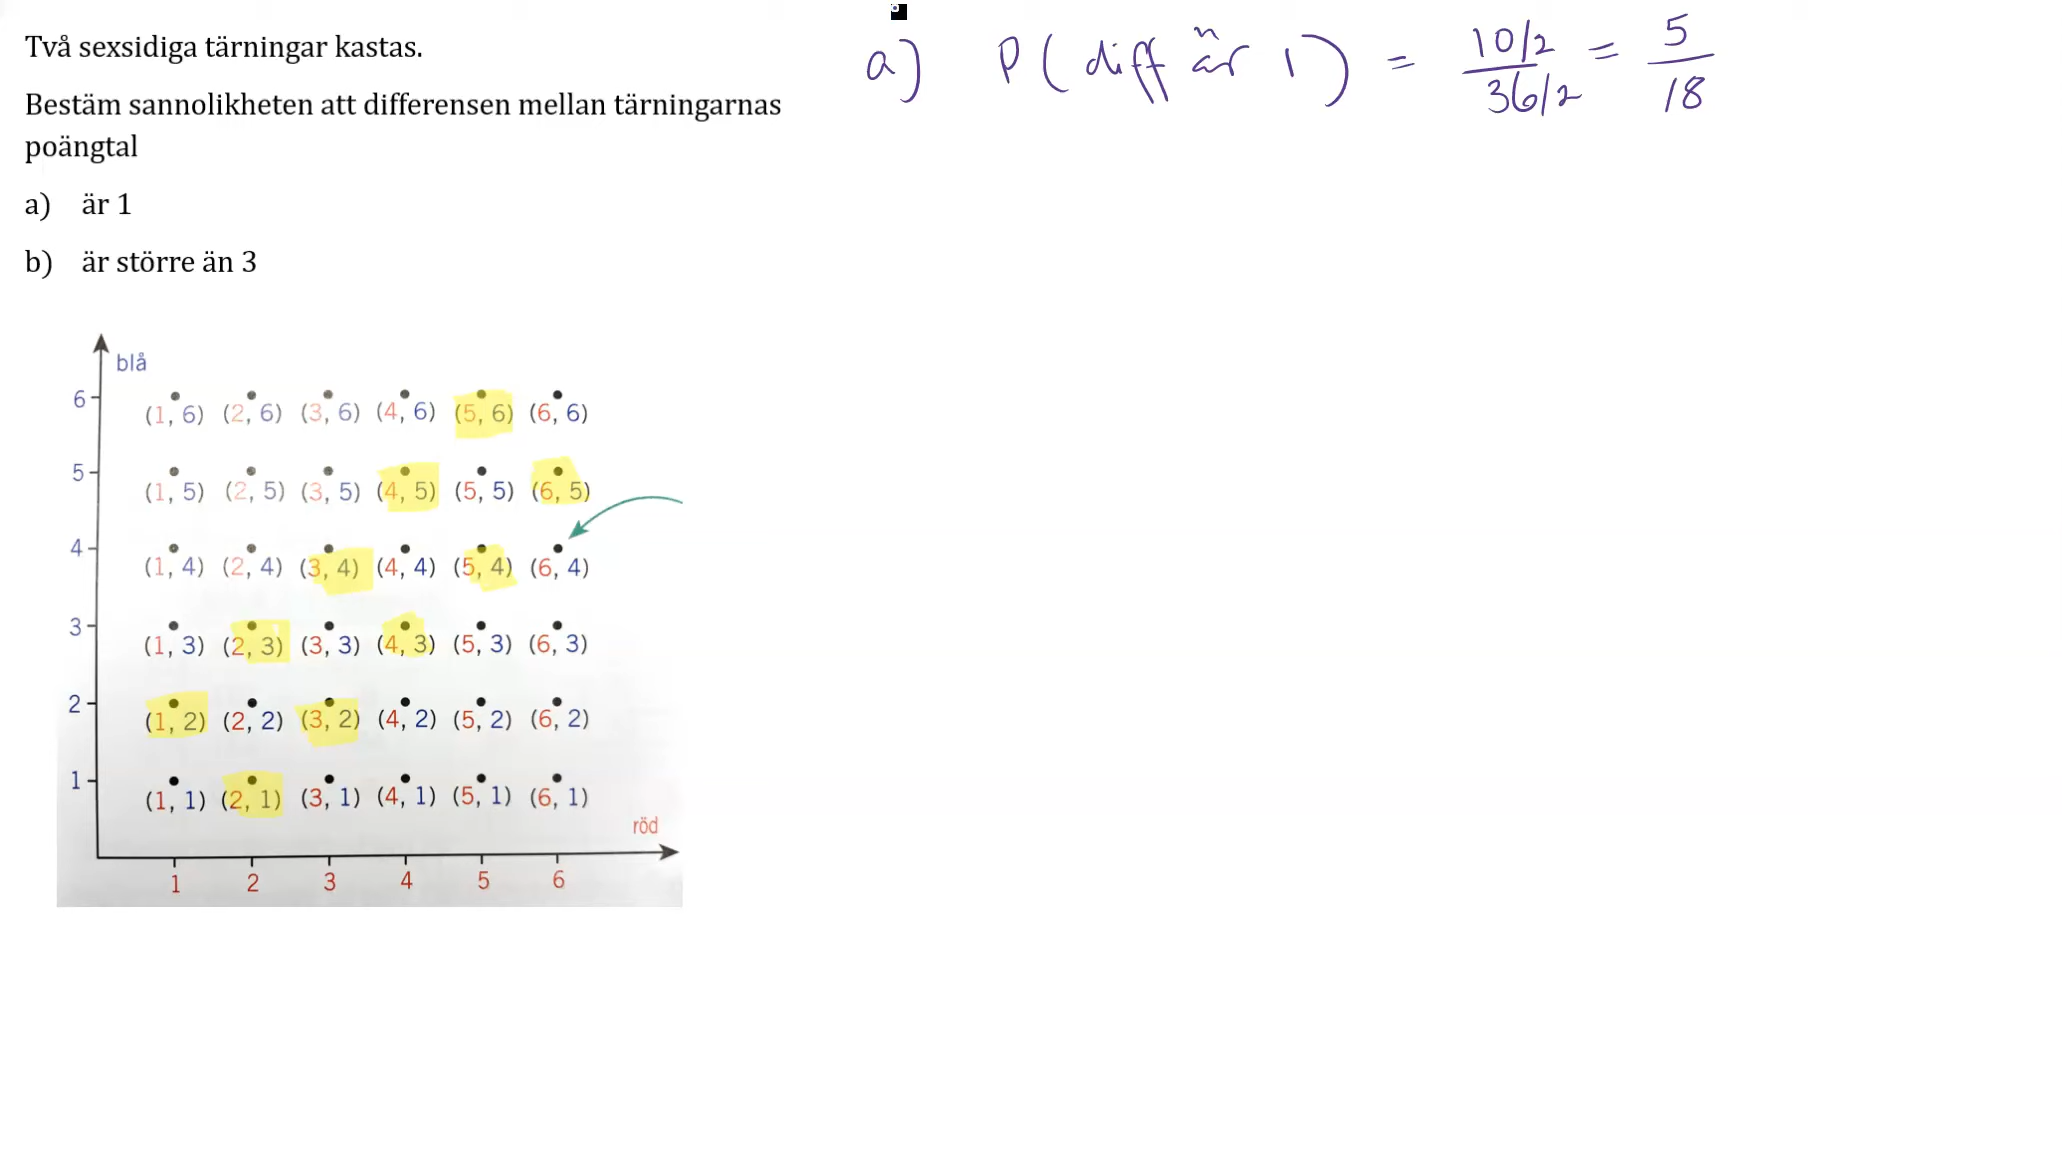 Två sexsidiga tärningar kastas.
Bestäm sannolikheten att differensen mellan tärningarnas
poängtal
a) är 1
b) är större än 3
a) P(diff är 1) = 10/2 / 36/2 = 5/18
blå
6 (1, 6) (2, 6) (3, 6) (4, 6) (5, 6) (6, 6)
5 (1, 5) (2, 5) (3, 5) (4, 5) (5, 5) (6, 5)
4 (1, 4) (2, 4) (3, 4) (4, 4) (5, 4) (6, 4)
3 (1, 3) (2, 3) (3, 3) (4, 3) (5, 3) (6, 3)
2 (1, 2) (2, 2) (3, 2) (4, 2) (5, 2) (6, 2)
1 (1, 1) (2, 1) (3, 1) (4, 1) (5, 1) (6, 1)
röd
1 2 3 4 5 6